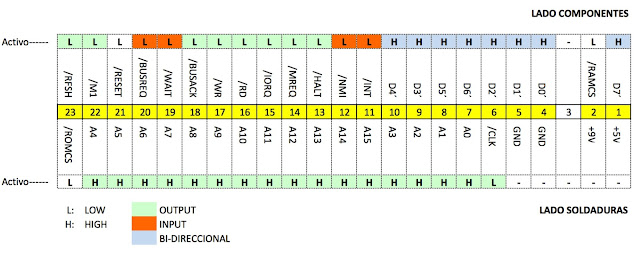 LADO COMPONENTES
Activo------ L L L L L L L L L L L L L H H H H H H H - L H
/RFSH /M1 /RESET /BUSREQ /WAIT /BUSACK /WR /RD /IORQ /MREQ /HALT /NMI /INT D4´ D3´ D5´ D6´ D2´ D1´ D0´ /RAMCS D7´
23 22 21 20 19 18 17 16 15 14 13 12 11 10 9 8 7 6 5 4 3 2 1
/ROMCS A4 A5 A6 A7 A8 A9 A10 A11 A12 A13 A14 A15 A3 A2 A1 A0 /CLK GND GND +9V +5V
Activo------ L H H H H H H H H H H H H H H H H L - - - -
LADO SOLDADURAS
L: LOW OUTPUT
H: HIGH INPUT
BI-DIRECCIONAL